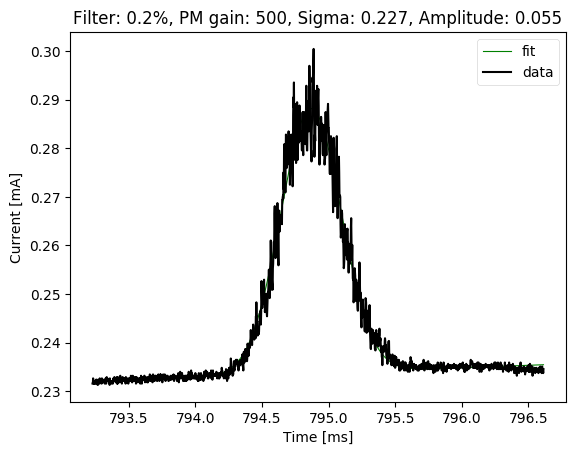 Filter: 0.2%, PM gain: 500, Sigma: 0.227, Amplitude: 0.055
fit
data
0.30
0.29
0.28
0.27
0.26
0.25
0.24
0.23
Current [mA]
793.5 794.0 794.5 795.0 795.5 796.0 796.5
Time [ms]